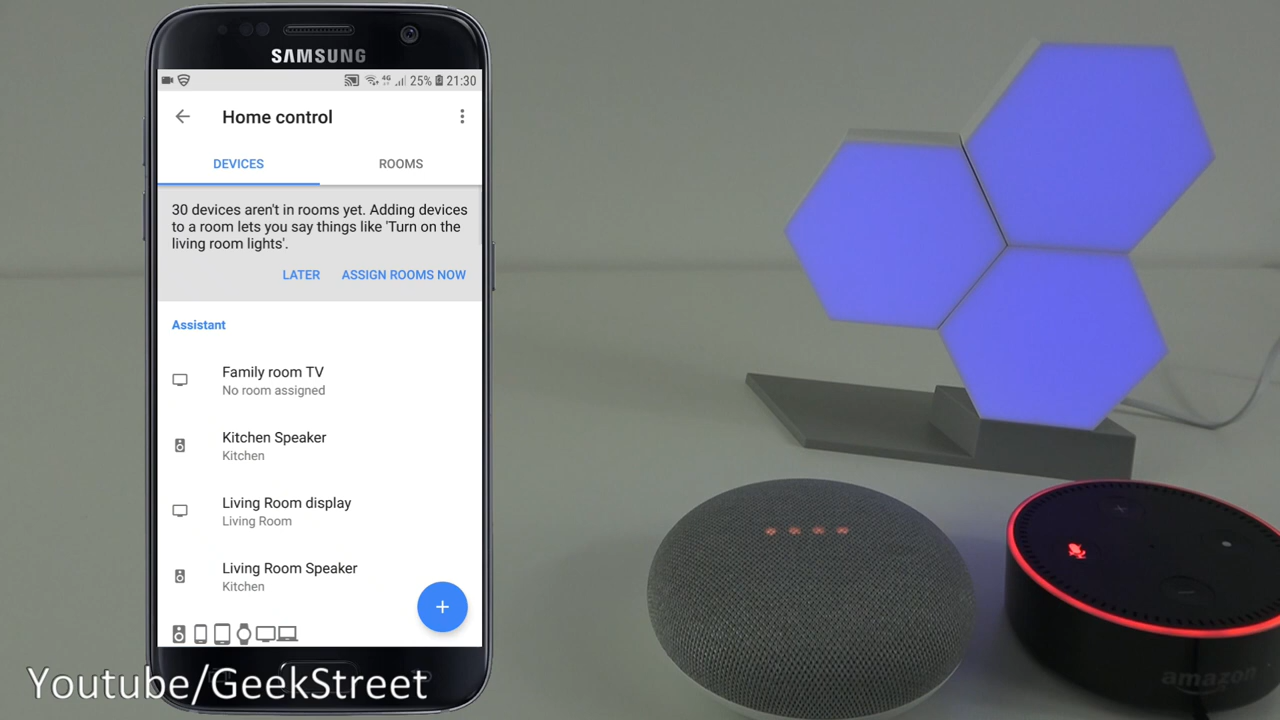 SAMSUNG
4G 25% 21:30
Home control
DEVICES ROOMS
30 devices aren't in rooms yet. Adding devices
to a room lets you say things like 'Turn on the
living room lights'.
LATER ASSIGN ROOMS NOW
Assistant
Family room TV
No room assigned
Kitchen Speaker
Kitchen
Living Room display
Living Room
Living Room Speaker
Kitchen
amazon
Youtube/GeekStreet